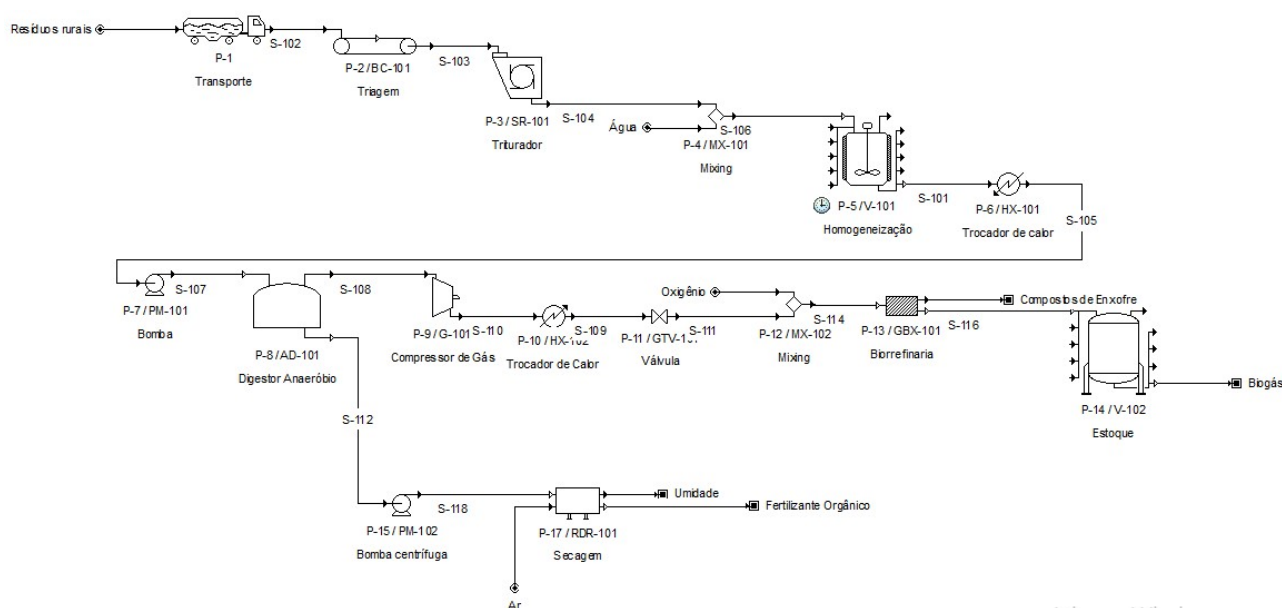 Resíduos rurais
S-102
P-1
Transporte
P-2 / BC-101
Triagem
S-103
P-3 / SR-101
Triturador
S-104
Água
S-106
P-4 / MX-101
Mixing
P-5 / V-101
Homogeneização
S-101
P-6 / HX-101
Trocador de calor
S-105
P-7 / PM-101
Bomba
S-107
P-8 / AD-101
Digestor Anaeróbio
S-108
P-9 / G-101
Compressor de Gás
S-110
P-10 / HX-102
Trocador de Calor
S-109
P-11 / GTV-101
Válvula
S-111
Oxigênio
P-12 / MX-102
Mixing
S-114
P-13 / GBX-101
Biorrefinaria
Compostos de Enxofre
S-116
P-14 / V-102
Estoque
Biogás
S-112
P-15 / PM-102
Bomba centrífuga
S-118
P-17 / RDR-101
Secagem
Umidade
Fertilizante Orgânico
Ar